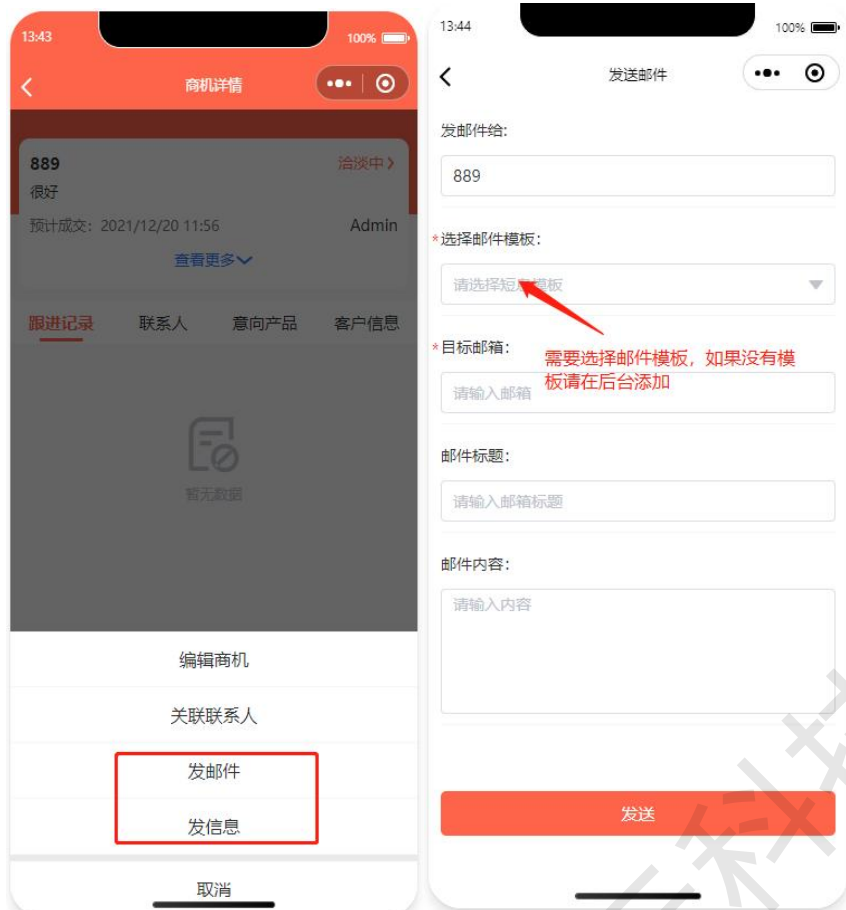 13:43
100%
商机详情
889
洽谈中
很好
预计成交：2021/12/20 11:56
Admin
查看更多
跟进记录
联系人
意向产品
客户信息
暂无数据
编辑商机
关联联系人
发邮件
发信息
取消
13:44
100%
发送邮件
发邮件给：
889
*选择邮件模板：
请选择短息模板
*目标邮箱：
需要选择邮件模板，如果没有模
板请在后台添加
请输入邮箱
邮件标题：
请输入邮箱标题
邮件内容：
请输入内容
发送